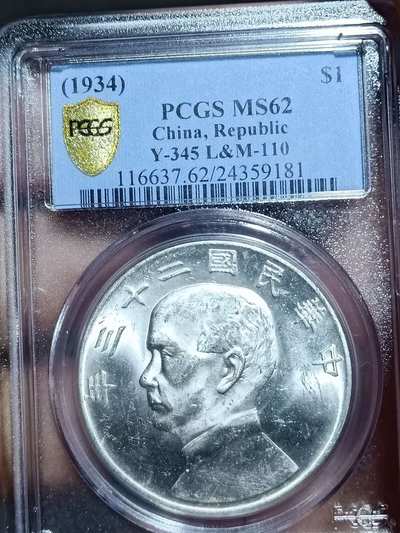 (1934) $1
PCGS MS62
PCGS
China, Republic
Y-345 L&M-110
116637.62/24359181
中華民國二十三年